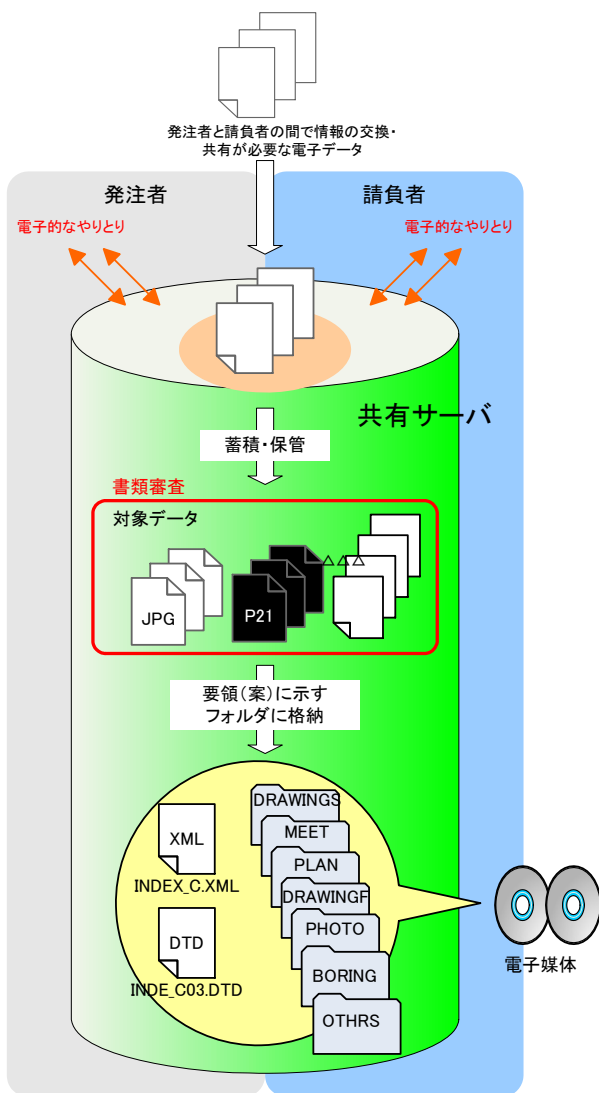 発注者と請負者の間で情報の交換・
共有が必要な電子データ
発注者
請負者
電子的なやりとり
電子的なやりとり
共有サーバ
蓄積・保管
書類審査
対象データ
JPG
P21
△△△
要領(案)に示す
フォルダに格納
XML
INDEX_C.XML
DTD
INDE_C03.DTD
DRAWINGS
MEET
PLAN
DRAWINGF
PHOTO
BORING
OTHRS
電子媒体